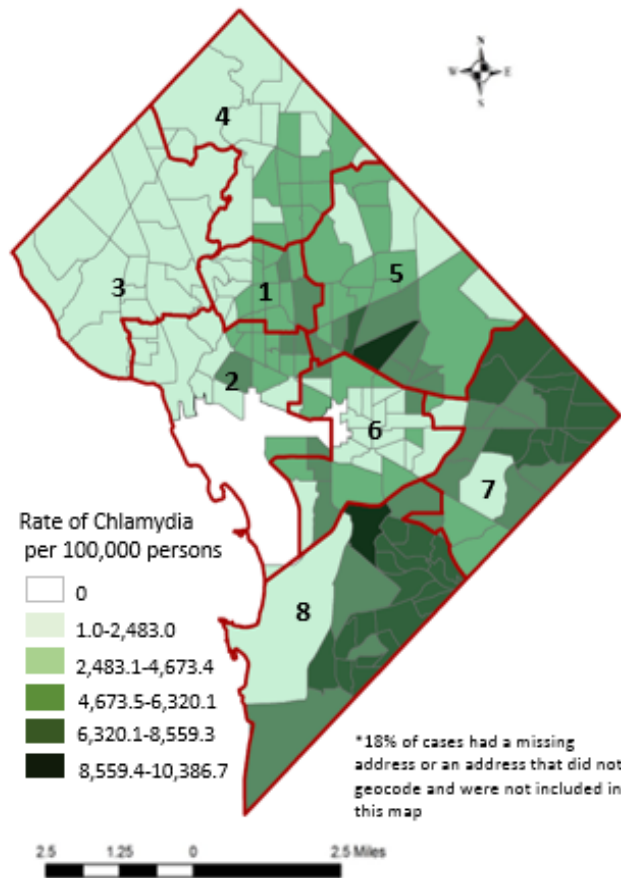 N
W E
S
4
5
3
1
2
6
7
8
Rate of Chlamydia
per 100,000 persons
0
1.0-2,483.0
2,483.1-4,673.4
4,673.5-6,320.1
6,320.1-8,559.3
8,559.4-10,386.7
*18% of cases had a missing
address or an address that did not
geocode and were not included in
this map
2.5 1.25 0 2.5 Miles